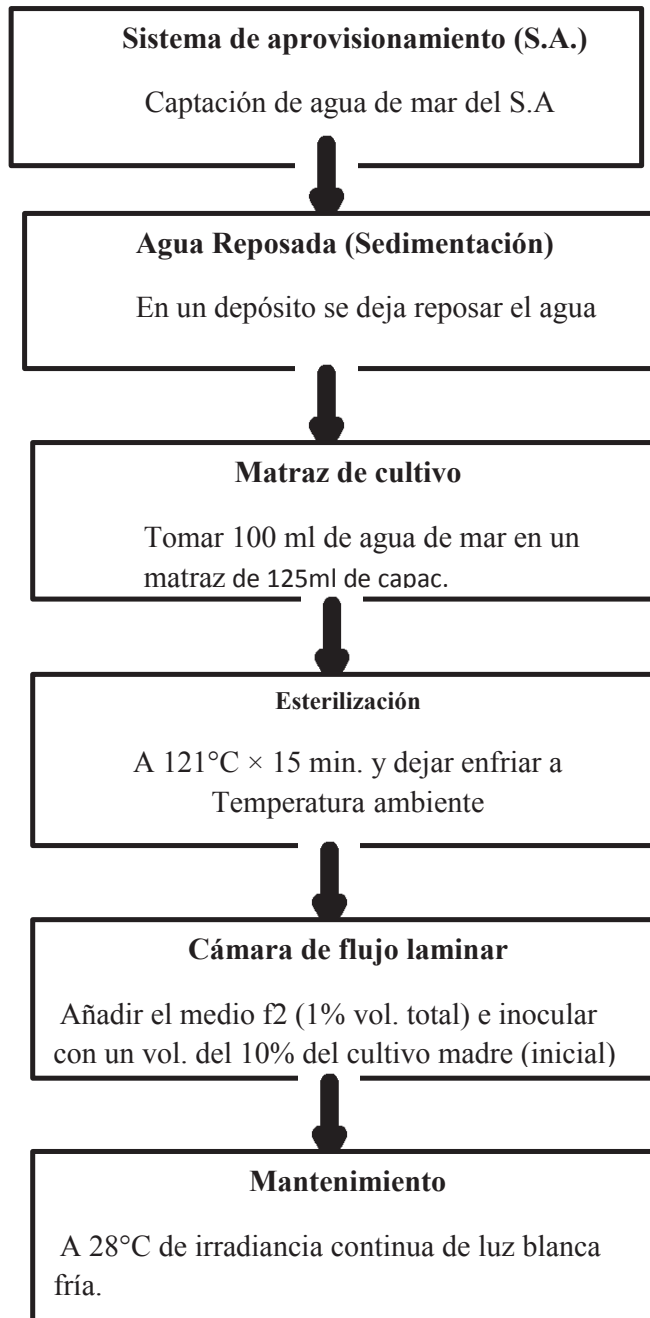 Sistema de aprovisionamiento (S.A.)
Captación de agua de mar del S.A
Agua Reposada (Sedimentación)
En un depósito se deja reposar el agua
Matraz de cultivo
Tomar 100 ml de agua de mar en un
matraz de 125ml de capac.
Esterilización
A 121°C × 15 min. y dejar enfriar a
Temperatura ambiente
Cámara de flujo laminar
Añadir el medio f2 (1% vol. total) e inocular
con un vol. del 10% del cultivo madre (inicial)
Mantenimiento
A 28°C de irradiancia continua de luz blanca
fría.